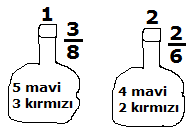 1
3/8
5 mavi
3 kırmızı
2
2/6
4 mavi
2 kırmızı